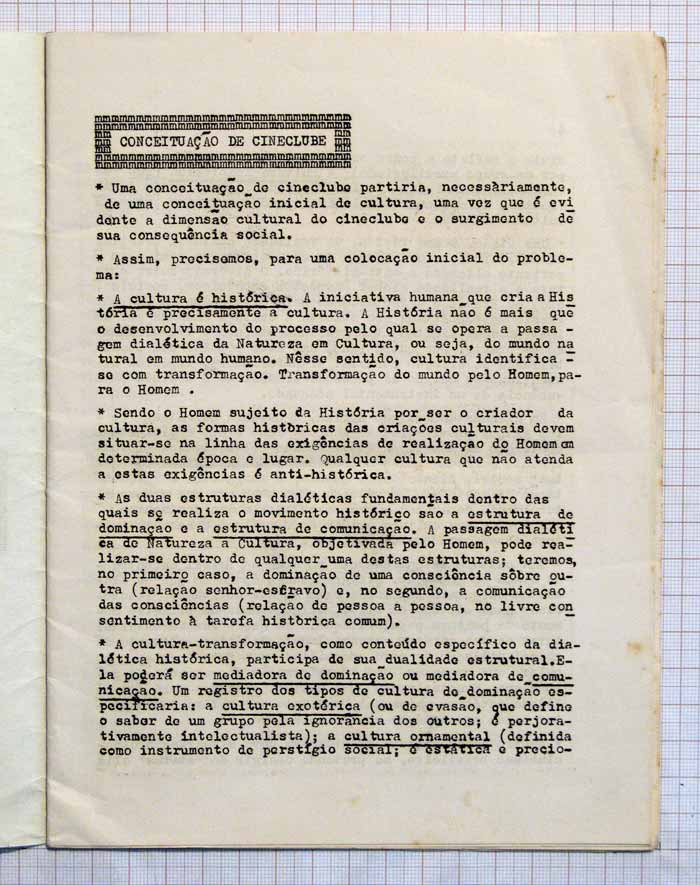 CONCEITUAÇÃO DE CINECLUBE
* Uma conceituação de cineclube partiria, necessàriamente,
de uma conceituação inicial de cultura, uma vez que é evi
dente a dimensão cultural do cineclube e o surgimento de
sua consequência social.
* Assim, precisemos, para uma colocação inicial do proble-
ma:
* A cultura é histórica. A iniciativa humana que cria a His
tória é precisamente a cultura. A História não é mais que
o desenvolvimento do processo pelo qual se opera a passa -
gem dialética da Natureza em Cultura, ou seja, do mundo na
tural em mundo humano. Nêsse sentido, cultura identifica -
se com transformação. Transformação do mundo pelo Homem, pa-
ra o Homem .
* Sendo o Homem sujeito da História por ser o criador da
cultura, as formas histbricas das criações culturais devem
situar-se na linha das exigências de realização do Homem em
determinada época e lugar. Qualquer cultura que não atenda
a estas exigências é anti-histórica.
* As duas estruturas dialéticas fundamentais dentro das
quais se realiza o movimento histórico são a estrutura de
dominação e a estrutura de comunicação. A passagem dialéti
ca de Natureza a Cultura, objetivada pelo Homem, pode rea-
lizar-se dentro de qualquer uma destas estruturas; teremos,
no primeiro caso, a dominação de uma consciência sôbre ou-
tra (relação senhor-esfravo) e, no segundo, a comunicação
das consciências (relação de pessoa a pessoa, no livre con
sentimento à tarefa histbrica comum).
* A cultura-transformação, como conteúdo específico da dia-
lética histórica, participa de sua dualidade estrutural. E-
la poderá ser mediadora de dominação ou mediadora de comu-
nicação. Um registro dos tipos de cultura de dominação es-
pecificaria: a cultura exotérica (ou de evasão, que define
o saber de um grupo pela ignorância dos outros; é perjora-
tivamente intelectualista); a cultura ornamental (definida
como instrumento de perstígio social; é estática e precio-